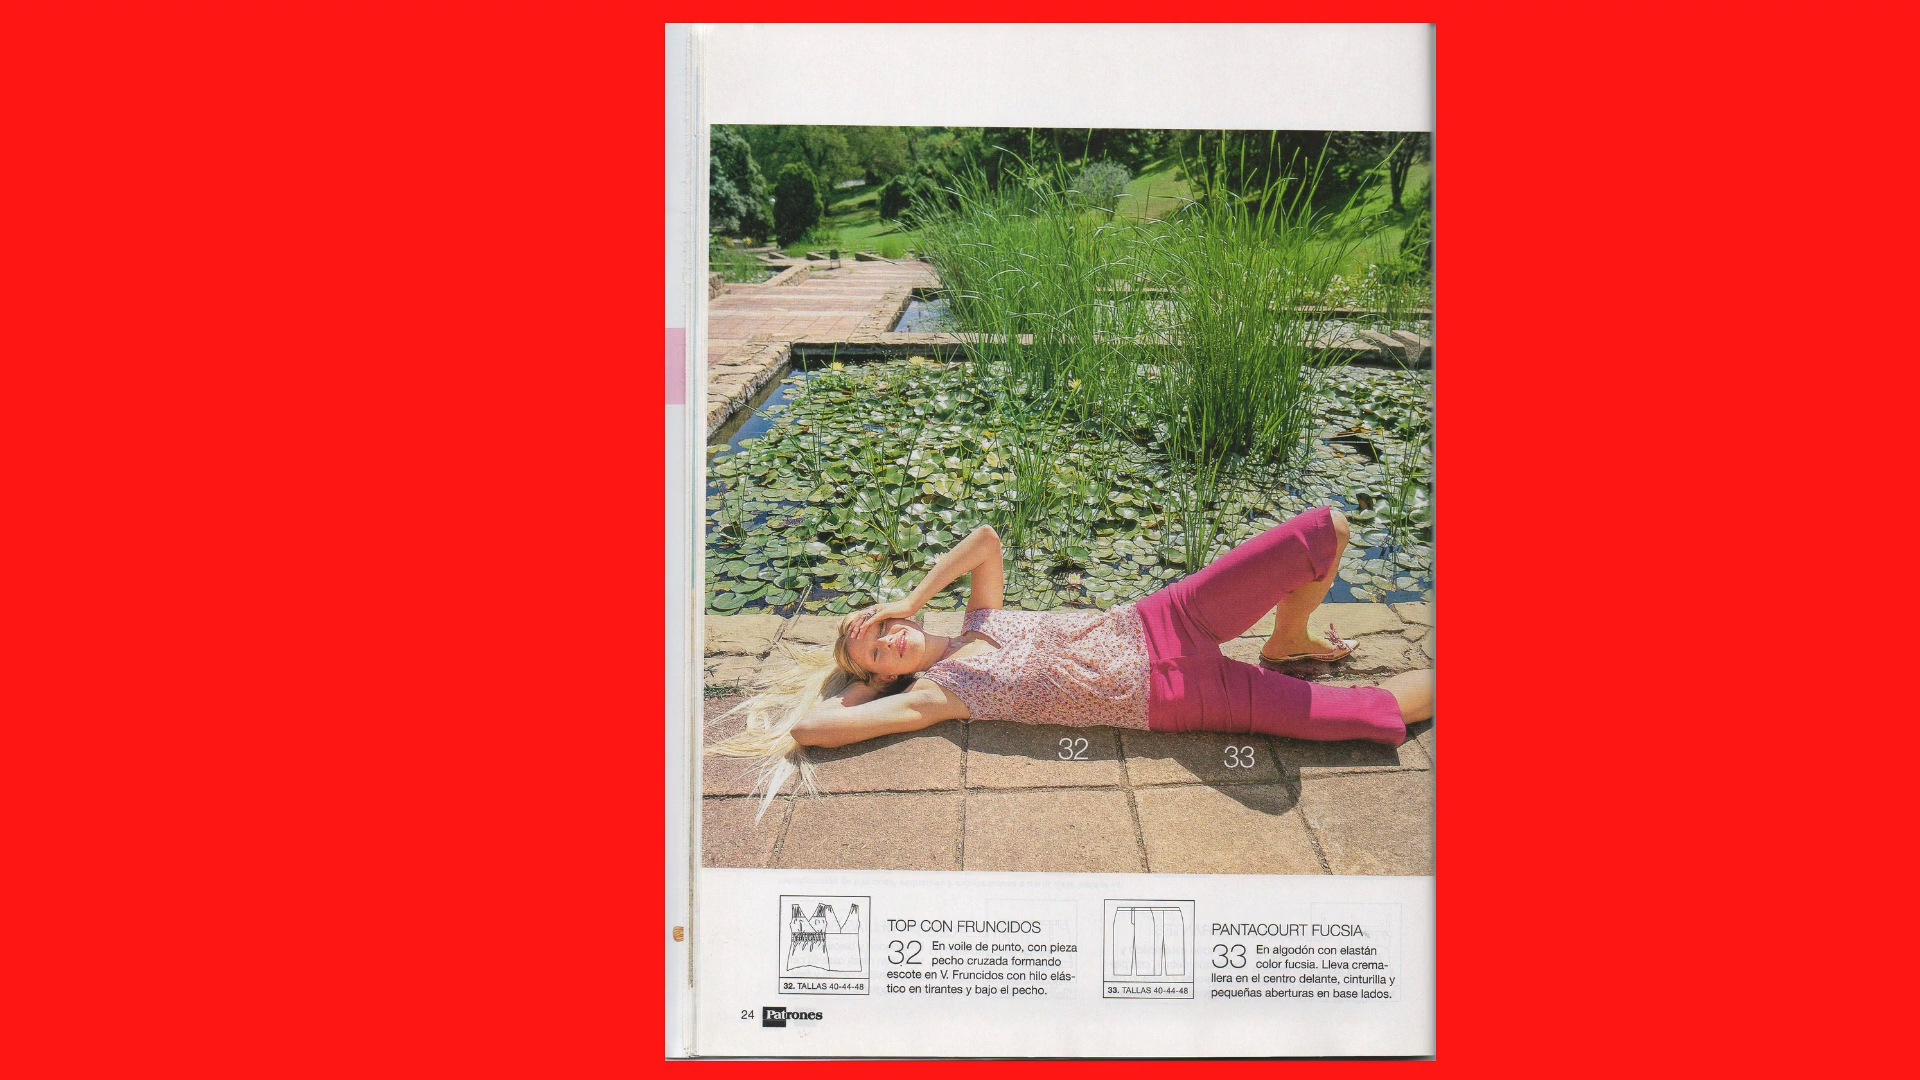 32
33
TOP CON FRUNCIDOS
32 En voile de punto, con pieza
pecho cruzada formando
escote en V. Fruncidos con hilo elás-
tico en tirantes y bajo el pecho.
32. TALLAS 40-44-48
PANTACOURT FUCSIA
33 En algodón con elastán
color fucsia. Lleva crema-
llera en el centro delante, cinturilla y
pequeñas aberturas en base lados.
33. TALLAS 40-44-48
24 Patrones